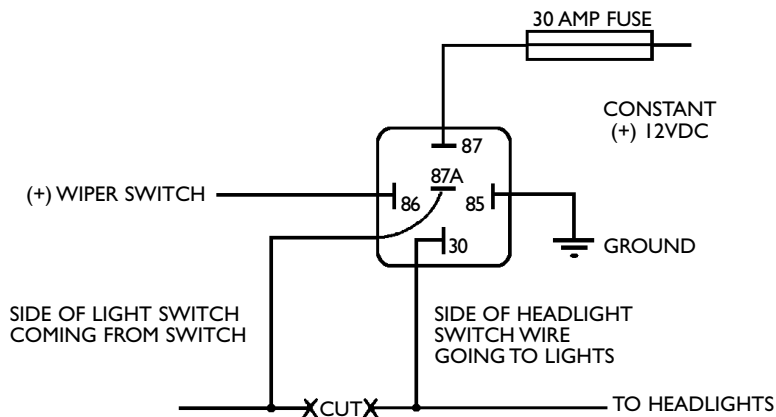 30 AMP FUSE
CONSTANT
(+) 12VDC
87
87A
(+) WIPER SWITCH
86
85
30
GROUND
SIDE OF LIGHT SWITCH
COMING FROM SWITCH
SIDE OF HEADLIGHT
SWITCH WIRE
GOING TO LIGHTS
CUT
TO HEADLIGHTS